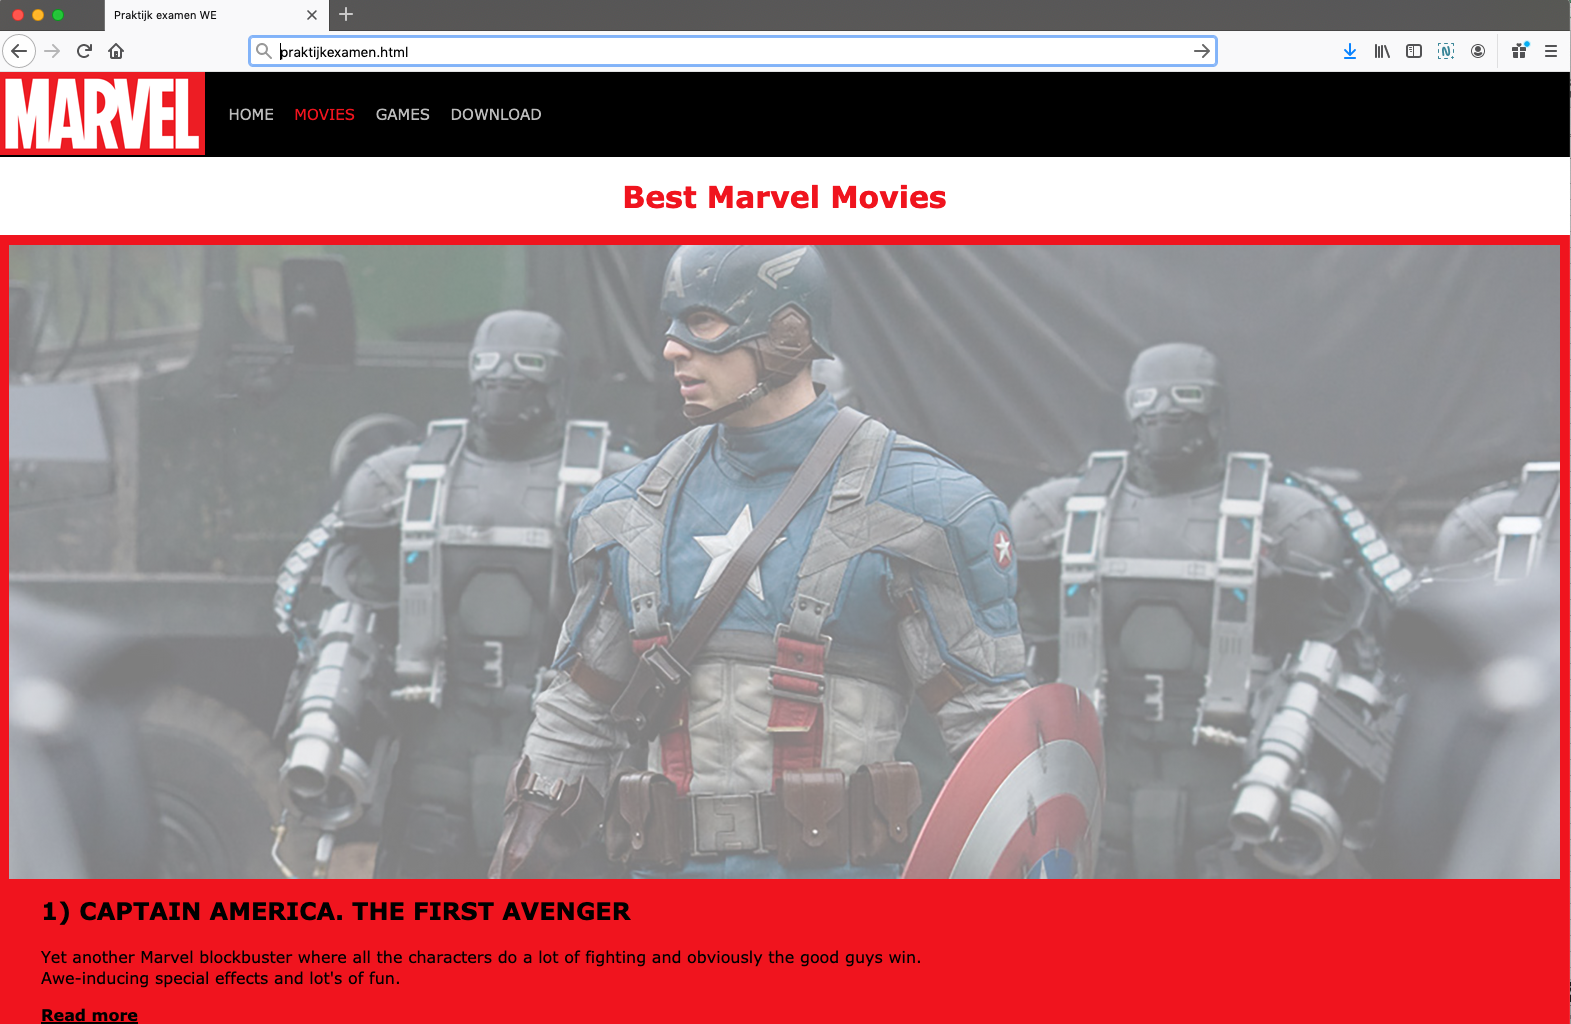 Praktijk examen WE
praktijkexamen.html
MARVEL
HOME MOVIES GAMES DOWNLOAD
Best Marvel Movies
A
1) CAPTAIN AMERICA. THE FIRST AVENGER
Yet another Marvel blockbuster where all the characters do a lot of fighting and obviously the good guys win.
Awe-inducing special effects and lot's of fun.
Read more